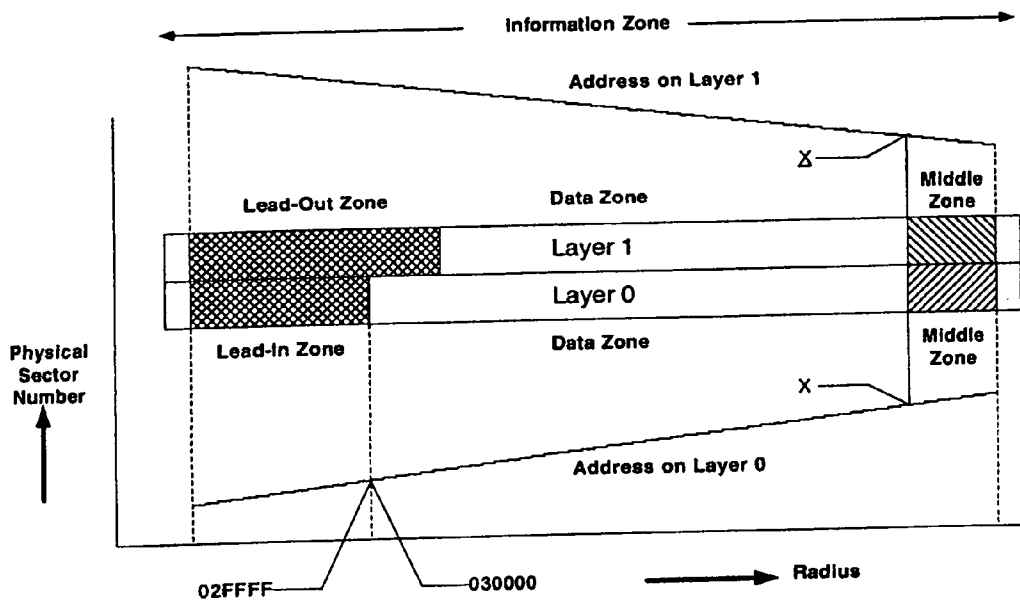 Information Zone
Address on Layer 1
X
Middle
Zone
Lead-Out Zone
Data Zone
Layer 1
Layer 0
Lead-In Zone
Data Zone
Middle
Zone
Physical
Sector
Number
X
Address on Layer 0
02FFFF
030000
Radius